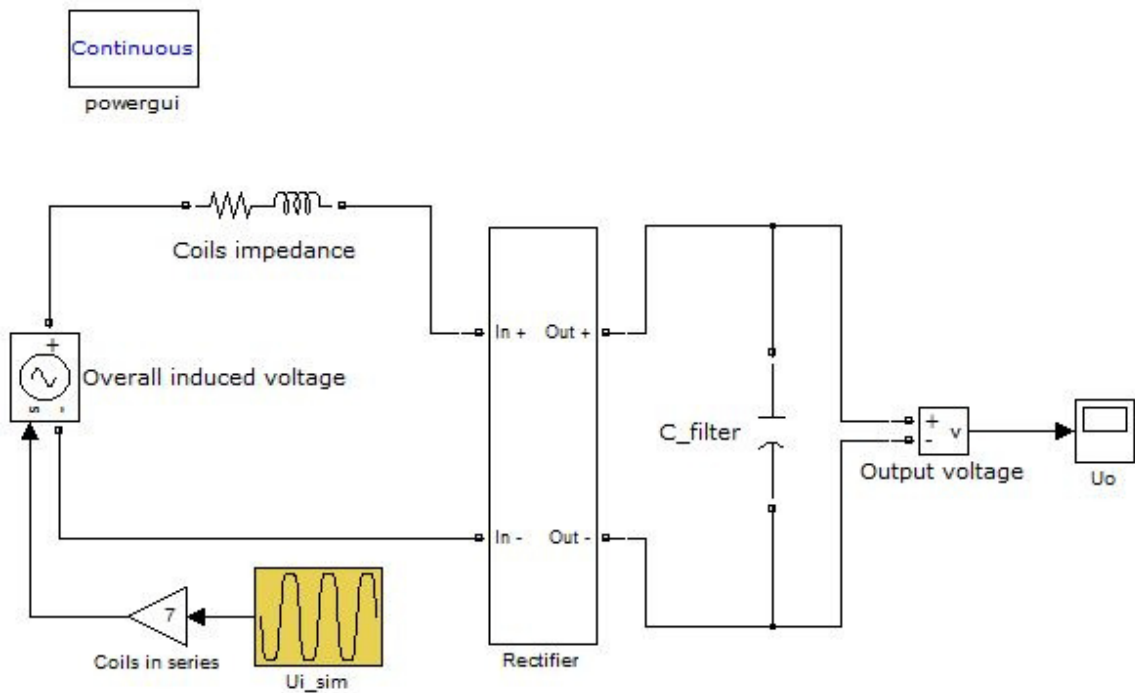 Continuous
powergui
Coils impedance
In +
Out +
+
Overall induced voltage
s -
C_filter
+
-
v
Output voltage
Uo
In -
Out -
7
Coils in series
Ui_sim
Rectifier